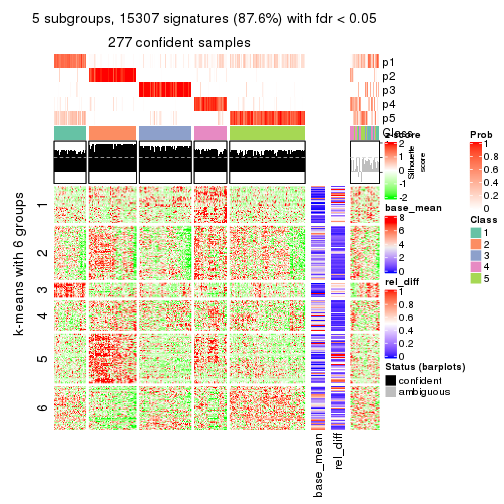 5 subgroups, 15307 signatures (87.6%) with fdr < 0.05
277 confident samples
p1
p2
p3
p4
p5
Class
Silhouette
score
k-means with 6 groups
1
2
3
4
5
6
base_mean
rel_diff
z-score
2
1
0
-1
-2
base_mean
8
6
4
2
0
rel_diff
1
0.8
0.6
0.4
0.2
0
Status (barplots)
confident
ambiguous
Prob
1
0.8
0.6
0.4
0.2
0
Class
1
2
3
4
5